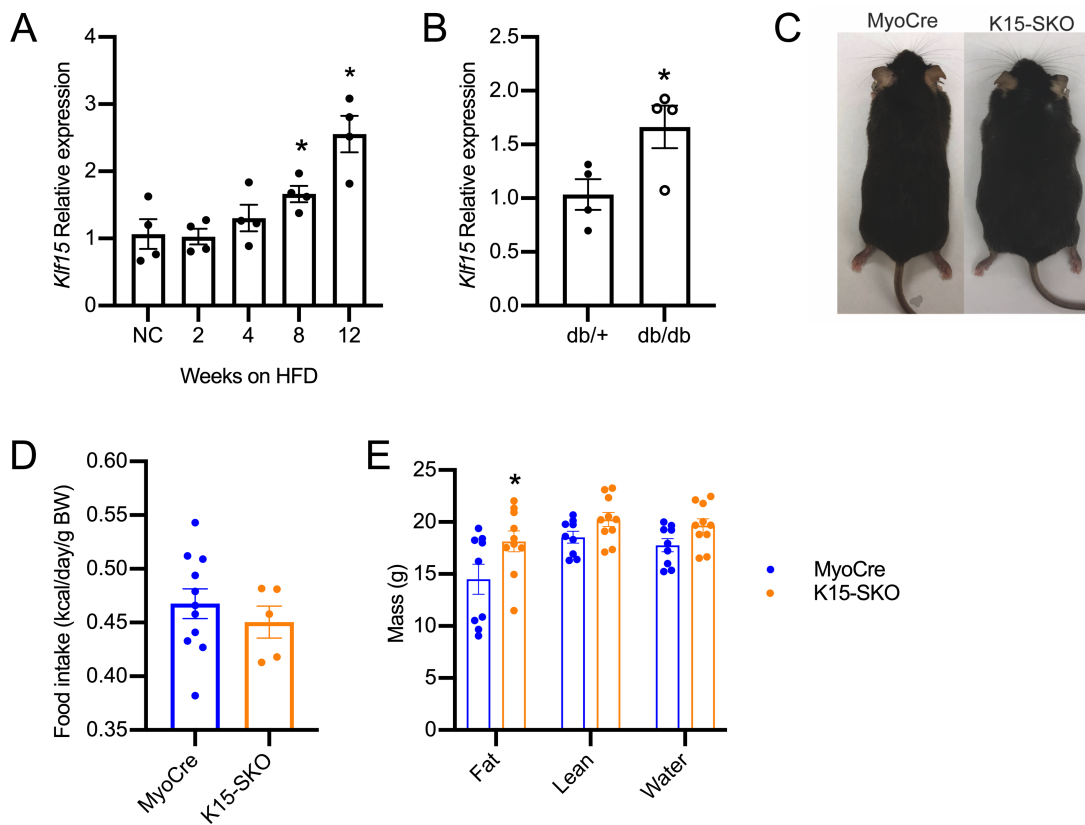 A
Klf15 Relative expression
4
3
2
1
0
*
*
NC
2
4
8
12
Weeks on HFD
B
Klf15 Relative expression
2.5
2.0
1.5
1.0
0.5
0.0
*
db/+
db/db
C
MyoCre
K15-SKO
D
Food intake (kcal/day/g BW)
0.60
0.55
0.50
0.45
0.40
0.35
MyoCre
K15-SKO
E
Mass (g)
25
20
15
10
5
0
*
Fat
Lean
Water
MyoCre
K15-SKO